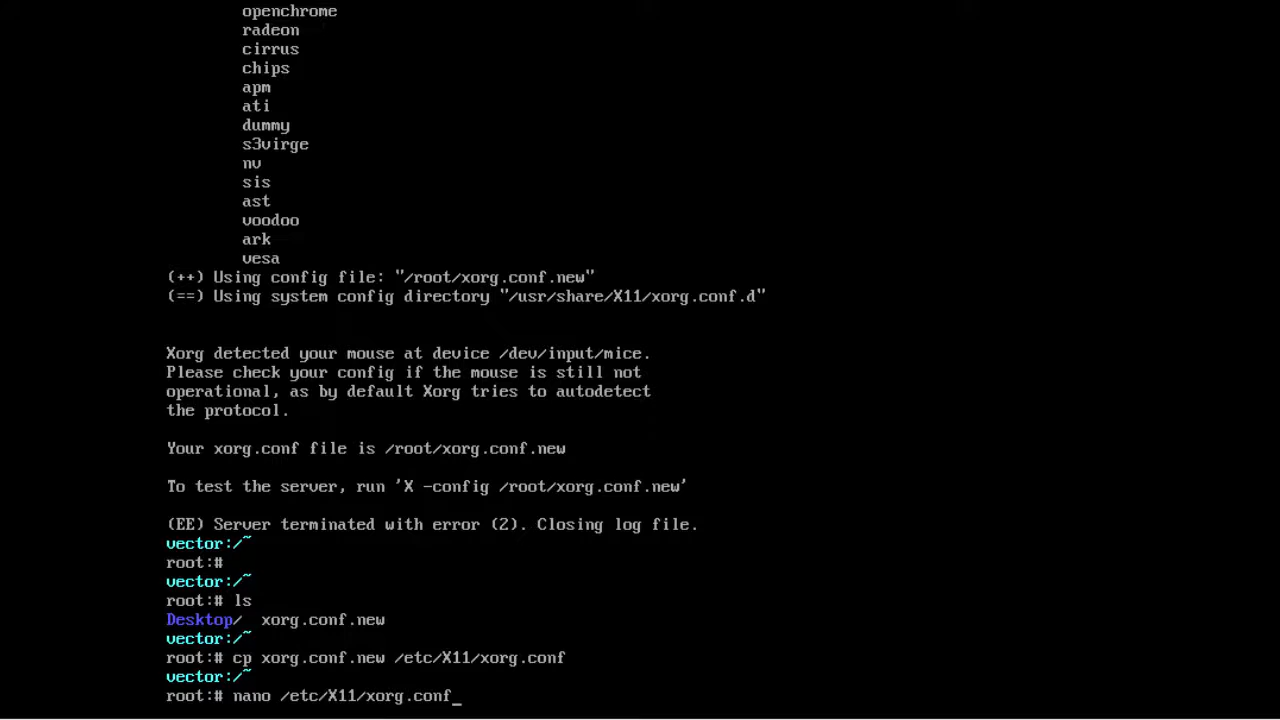 openchrome
radeon
cirrus
chips
apm
ati
dummy
s3virge
nv
sis
ast
voodoo
ark
vesa
(++) Using config file: "/root/xorg.conf.new"
(==) Using system config directory "/usr/share/X11/xorg.conf.d"
Xorg detected your mouse at device /dev/input/mice.
Please check your config if the mouse is still not
operational, as by default Xorg tries to autodetect
the protocol.
Your xorg.conf file is /root/xorg.conf.new
To test the server, run 'X -config /root/xorg.conf.new'
(EE) Server terminated with error (2). Closing log file.
vector:/~
root:#
vector:/~
root:# ls
Desktop/  xorg.conf.new
vector:/~
root:# cp xorg.conf.new /etc/X11/xorg.conf
vector:/~
root:# nano /etc/X11/xorg.conf_